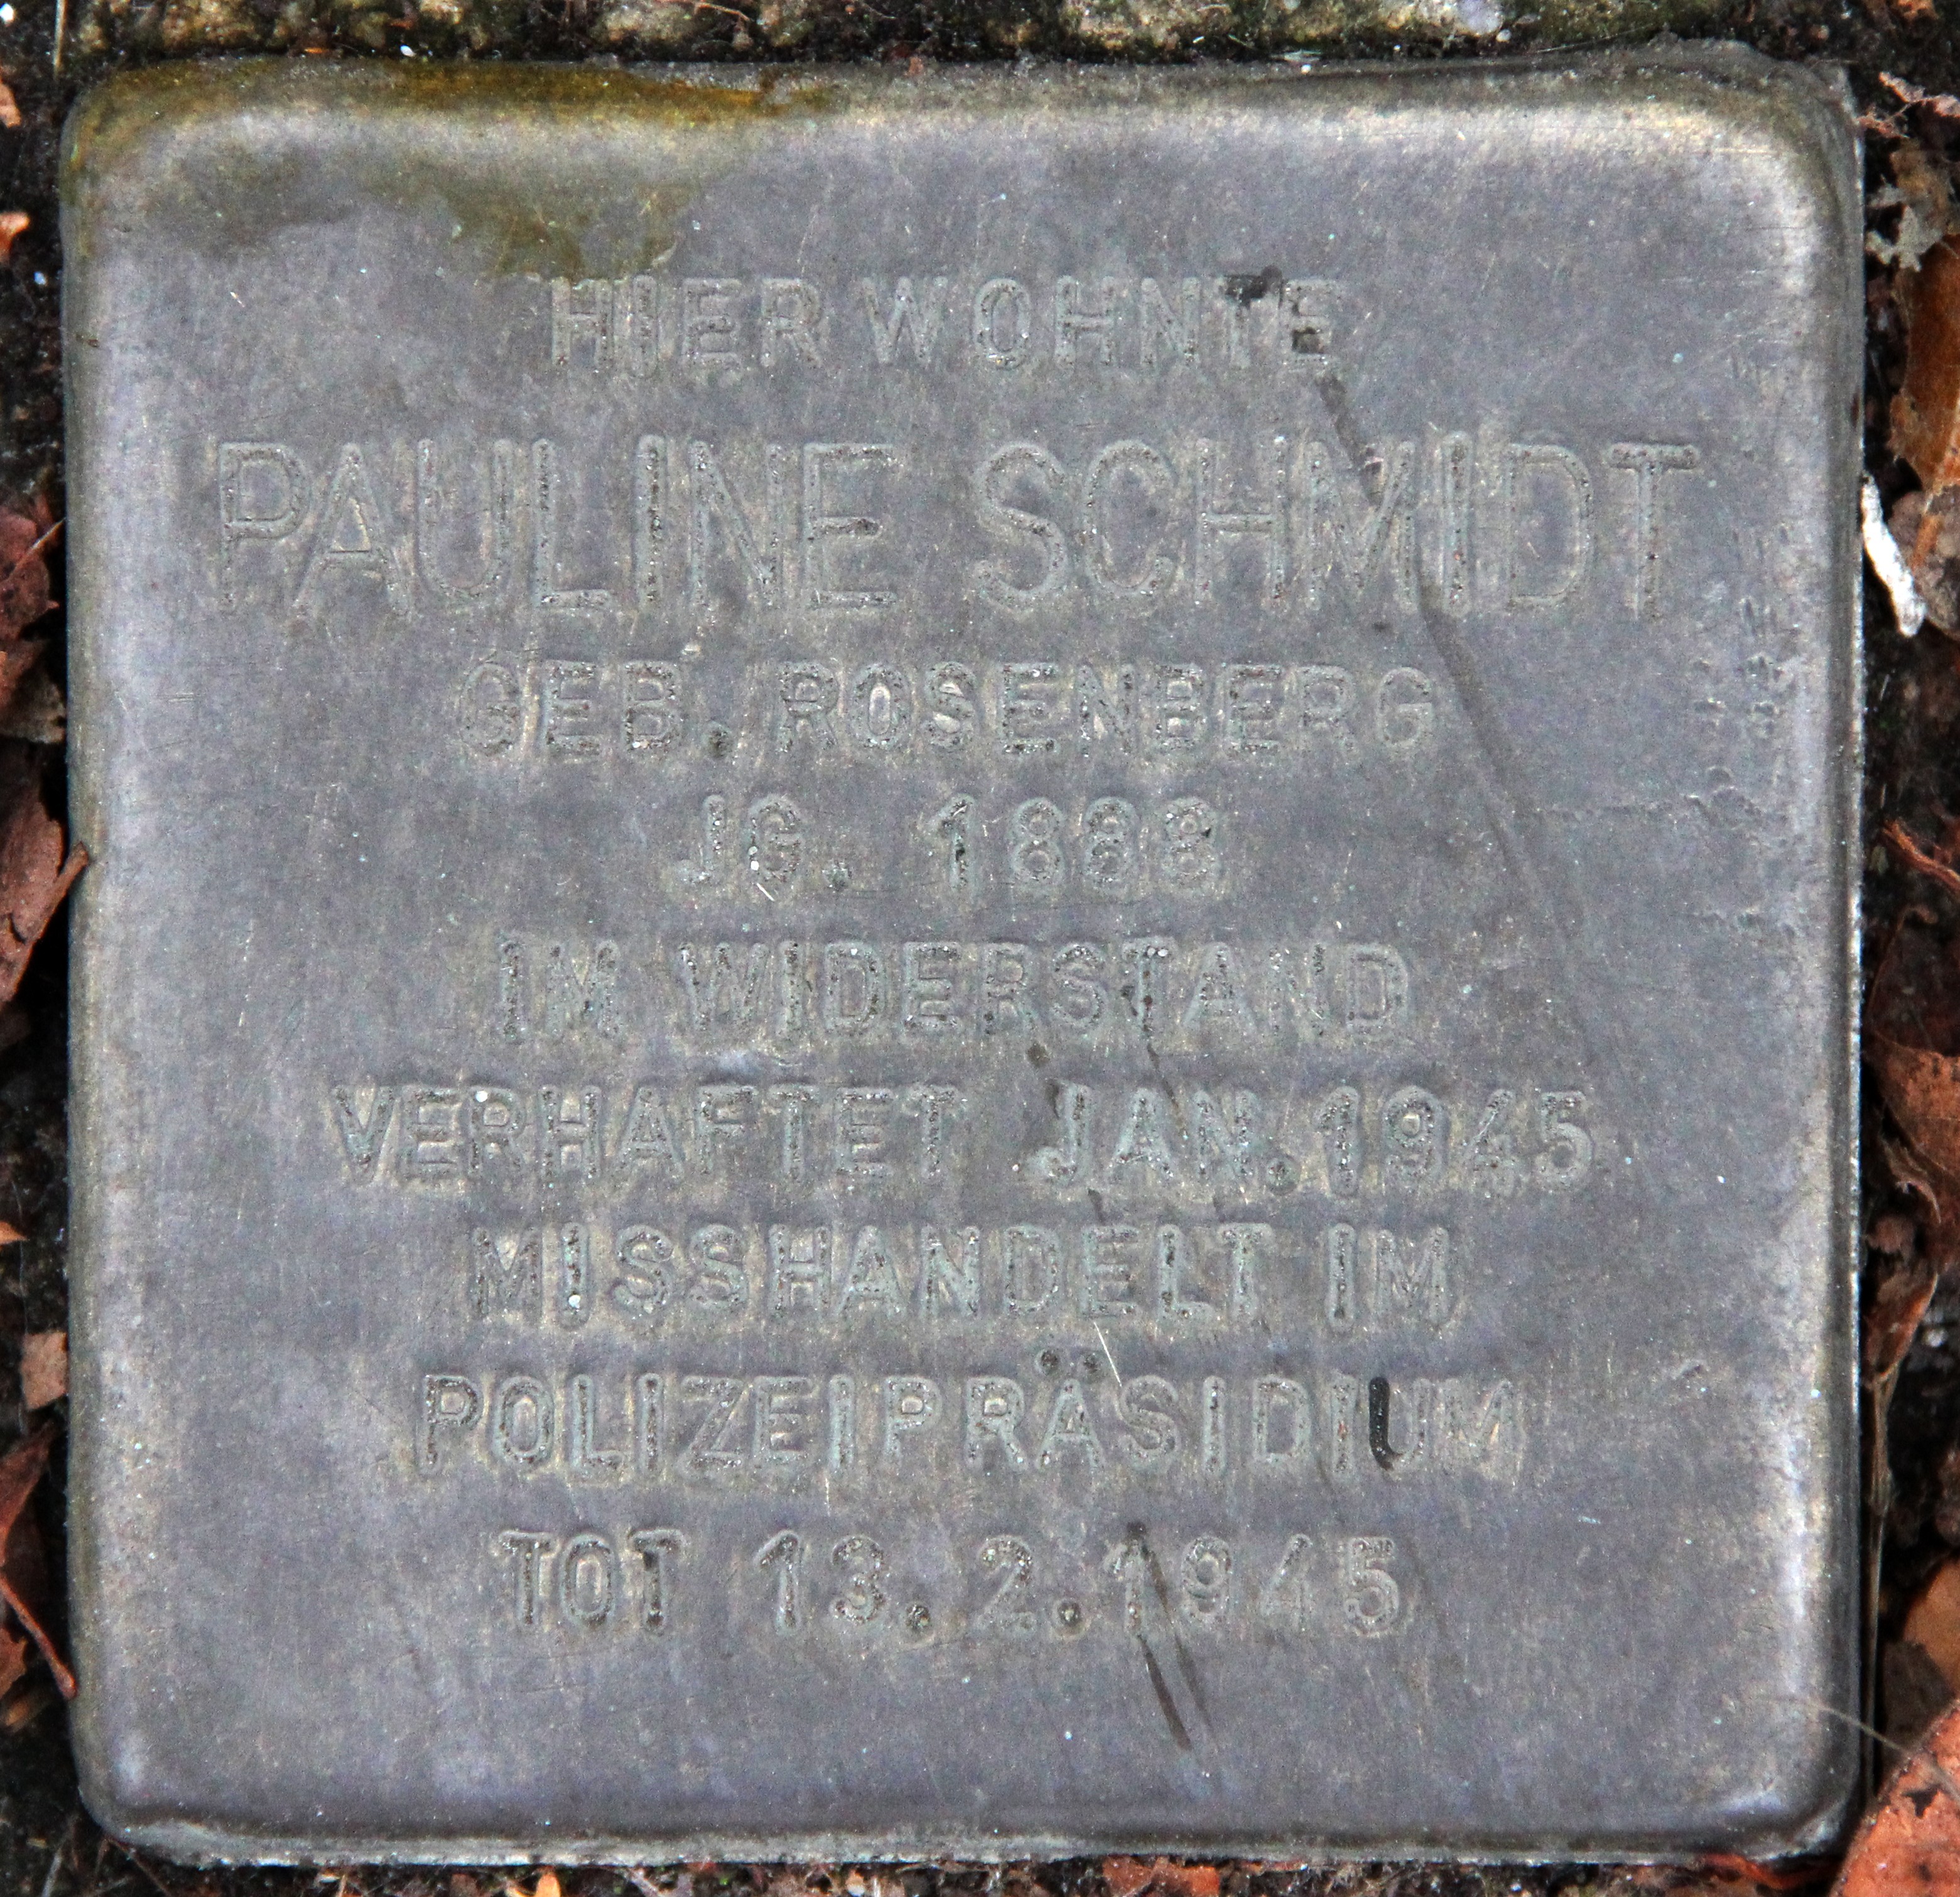 HIER WOHNTE
PAULINE SCHMIDT
GEB. ROSENBERG
JG. 1888
IM WIDERSTAND
VERHAFTET JAN. 1945
MISSHANDELT IM
POLIZEIPRÄSIDIUM
TOT 13.2.1945